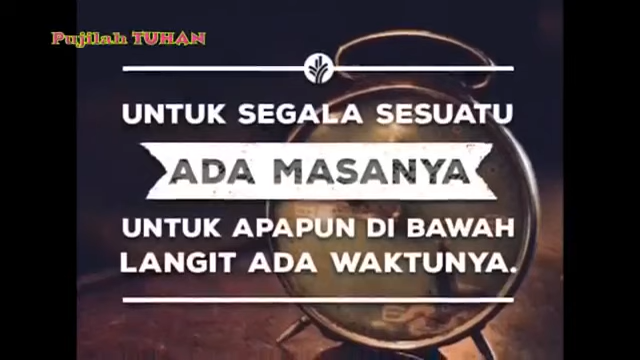 Pujilah TUHAN
UNTUK SEGALA SESUATU
ADA MASANYA
UNTUK APAPUN DI BAWAH
LANGIT ADA WAKTUNYA.